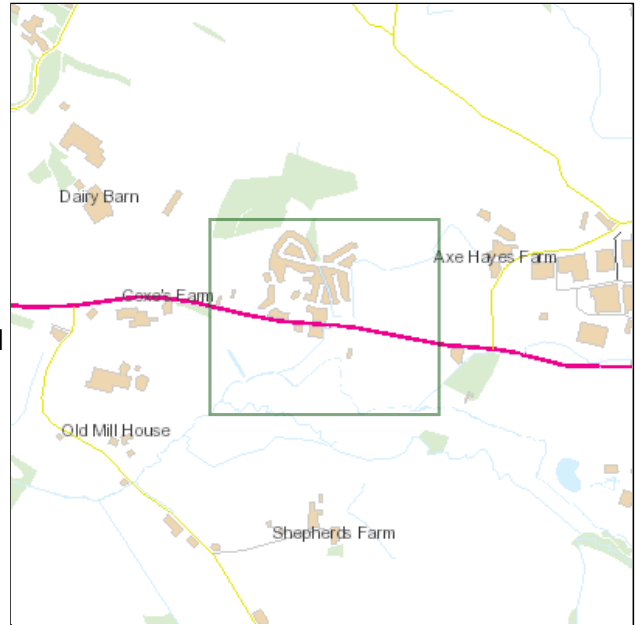 Dairy Barn
Axe Hayes Farm
Coxe's Farm
Old Mill House
Shepherds Farm